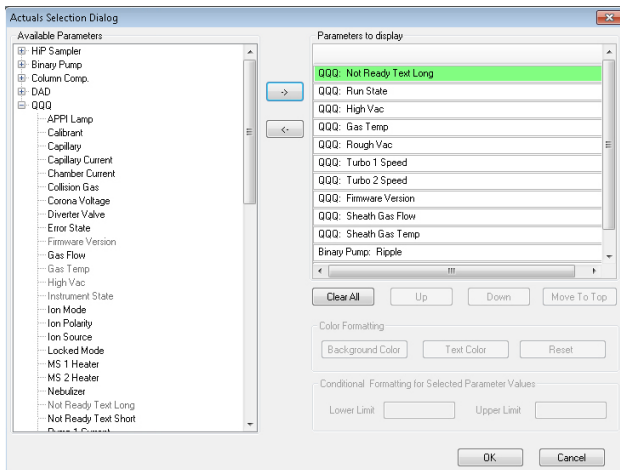 Actuals Selection Dialog
Available Parameters
HiP Sampler
Binary Pump
Column Comp.
DAD
QQQ
APPI Lamp
Calibrant
Capillary
Capillary Current
Chamber Current
Collision Gas
Corona Voltage
Diverter Valve
Error State
Firmware Version
Gas Flow
Gas Temp
High Vac
Instrument State
Ion Mode
Ion Polarity
Ion Source
Locked Mode
MS 1 Heater
MS 2 Heater
Nebulizer
Not Ready Text Long
Not Ready Text Short
->
<-
Parameters to display
QQQ: Not Ready Text Long
QQQ: Run State
QQQ: High Vac
QQQ: Gas Temp
QQQ: Rough Vac
QQQ: Turbo 1 Speed
QQQ: Turbo 2 Speed
QQQ: Firmware Version
QQQ: Sheath Gas Flow
QQQ: Sheath Gas Temp
Binary Pump: Ripple
Clear All Up Down Move To Top
Color Formatting
Background Color Text Color Reset
Conditional Formatting for Selected Parameter Values
Lower Limit Upper Limit
OK Cancel